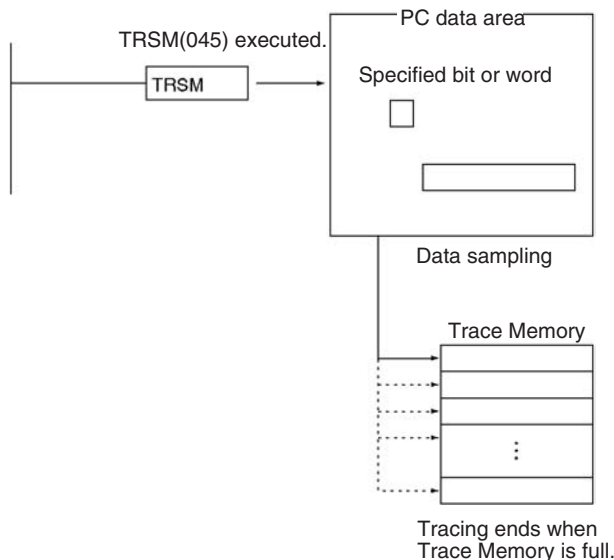 PC data area
TRSM(045) executed.
Specified bit or word
TRSM
Data sampling
Trace Memory
Tracing ends when
Trace Memory is full.